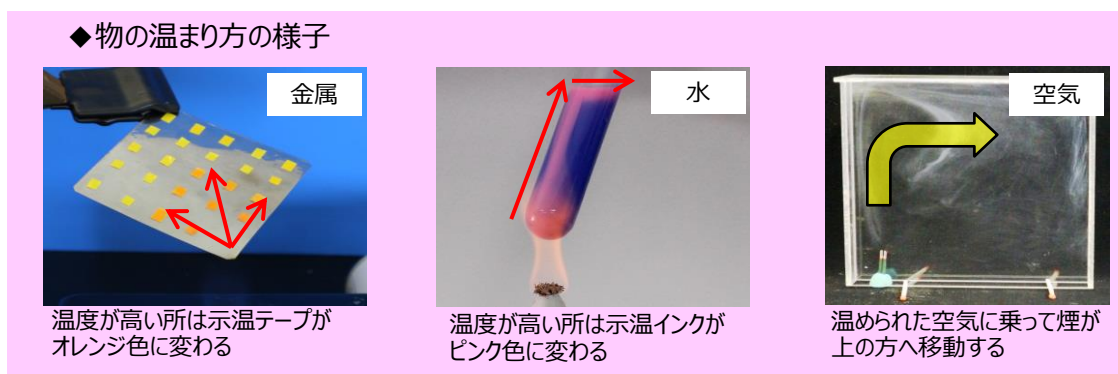 ◆物の温まり方の様子
金属
水
空気
温度が高い所は示温テープが
オレンジ色に変わる
温度が高い所は示温インクが
ピンク色に変わる
温められた空気に乗って煙が
上の方へ移動する